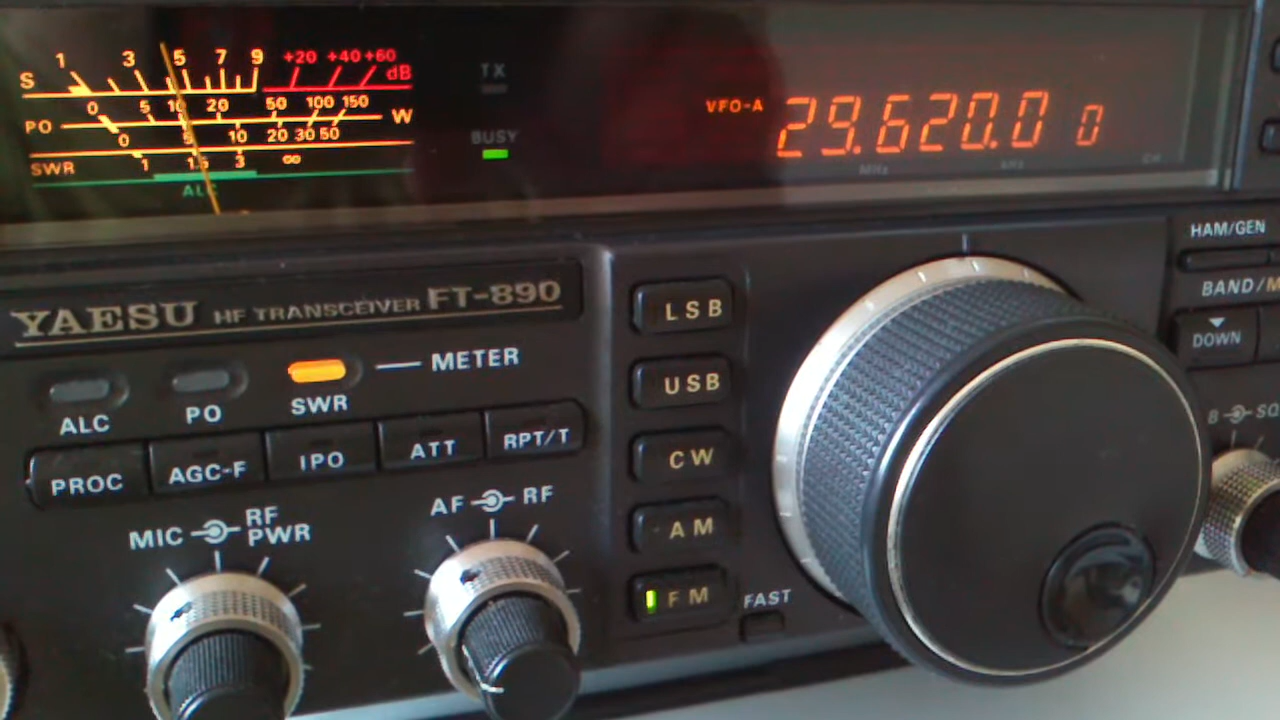 1 3 5 7 9 +20 +40 +60
S dB
0 5 10 20 50 100 150
PO W
0 5 10 20 30 50
SWR 1 1.5 3 ∞
ALC
TX
BUSY
VFO-A 29.620.0 0
MHz kHz CH
YAESU HF TRANSCEIVER FT-890
ALC PO SWR METER
PROC AGC-F IPO ATT RPT/T
MIC RF PWR
AF RF
LSB
USB
CW
AM
FM
FAST
HAM/GEN
BAND/M
DOWN
B SQ